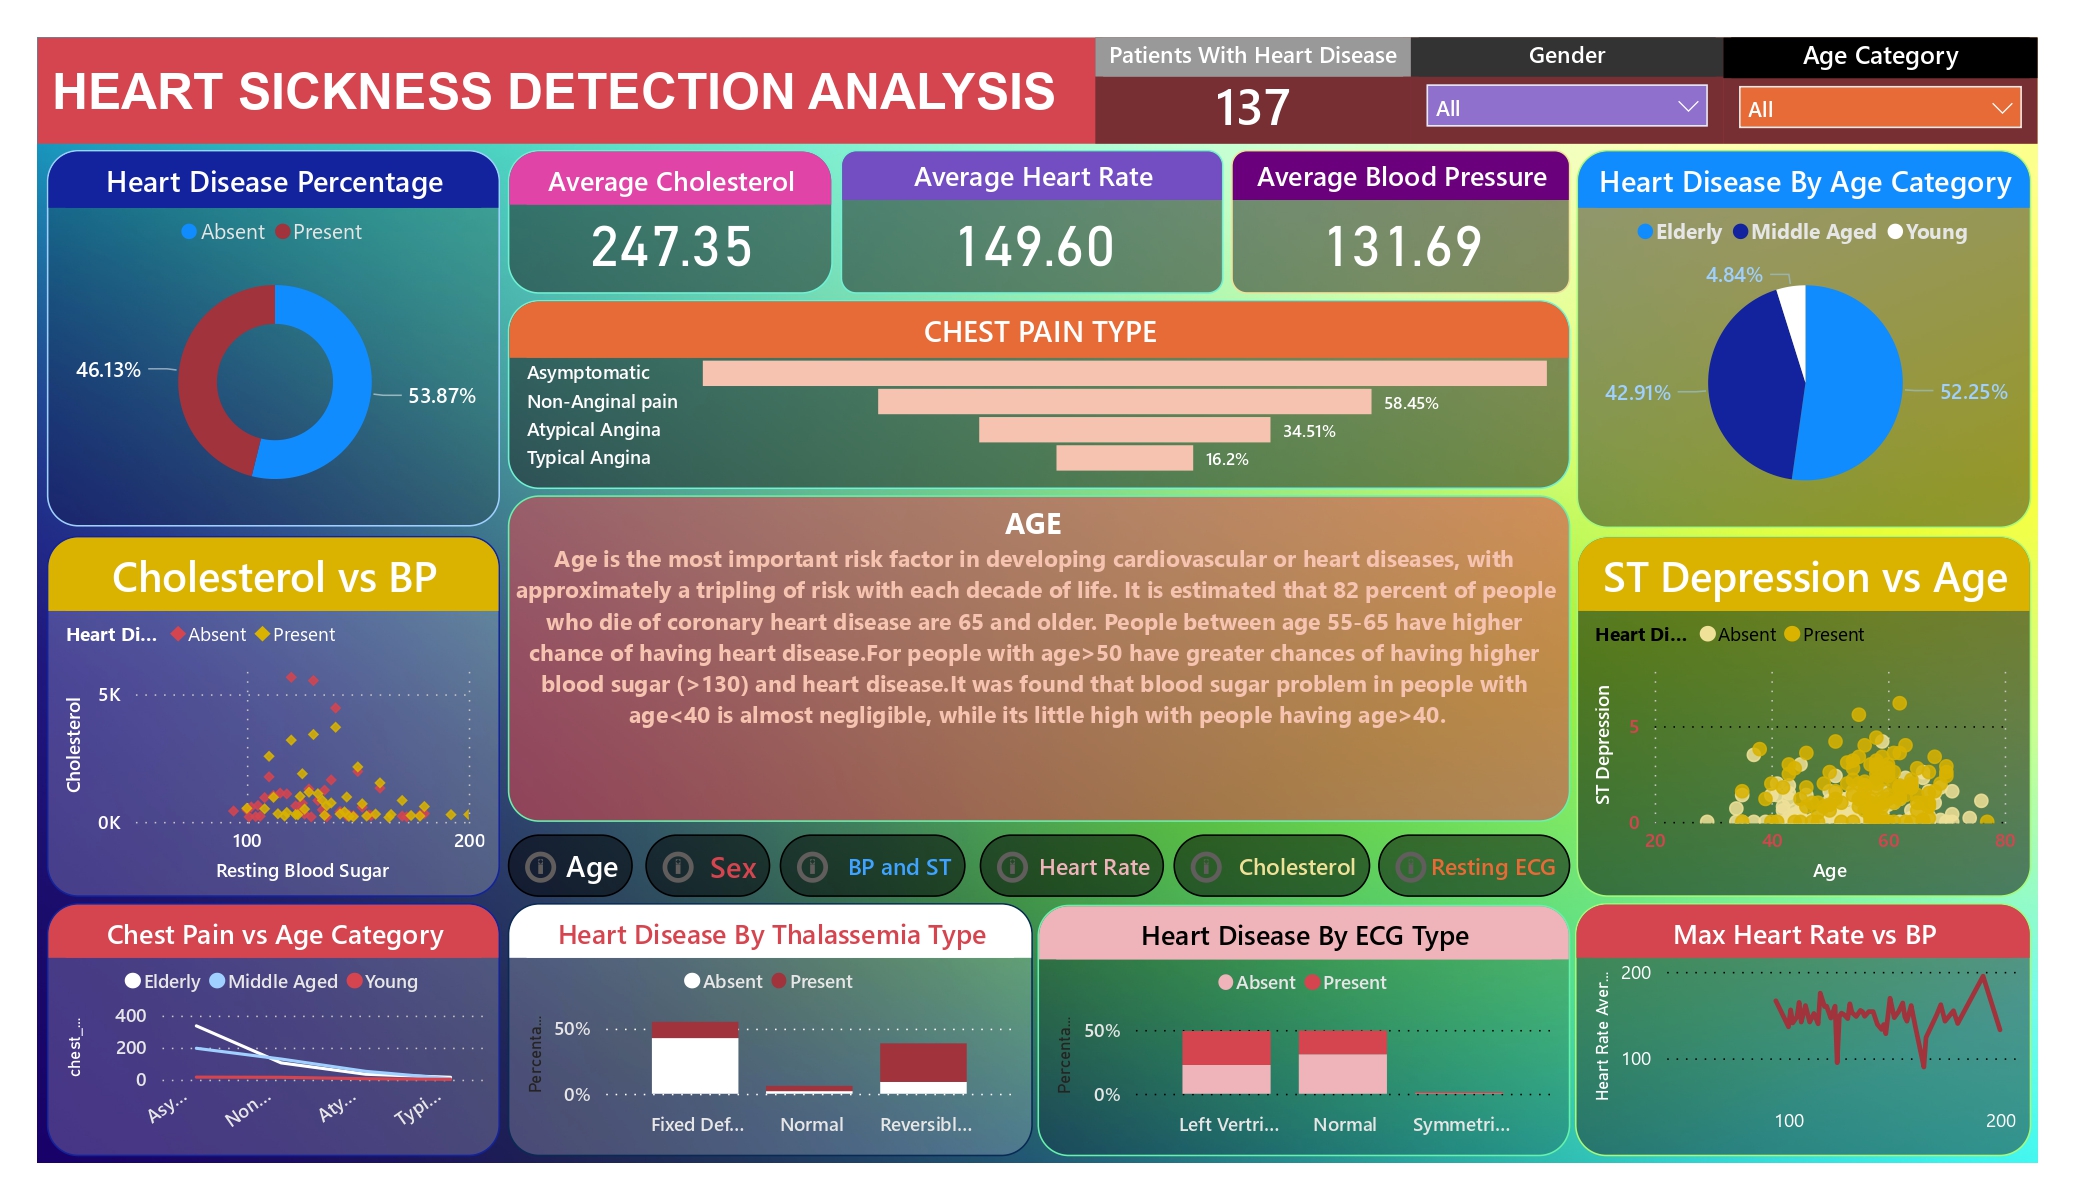 HEART SICKNESS DETECTION ANALYSIS
Patients With Heart Disease
137
Gender
All
Age Category
All
Heart Disease Percentage
Absent Present
46.13%
53.87%
Average Cholesterol
247.35
Average Heart Rate
149.60
Average Blood Pressure
131.69
Heart Disease By Age Category
Elderly Middle Aged Young
4.84%
42.91%
52.25%
CHEST PAIN TYPE
Asymptomatic
Non-Anginal pain 58.45%
Atypical Angina 34.51%
Typical Angina 16.2%
AGE
Age is the most important risk factor in developing cardiovascular or heart diseases, with
approximately a tripling of risk with each decade of life. It is estimated that 82 percent of people
who die of coronary heart disease are 65 and older. People between age 55-65 have higher
chance of having heart disease.For people with age>50 have greater chances of having higher
blood sugar (>130) and heart disease.It was found that blood sugar problem in people with
age<40 is almost negligible, while its little high with people having age>40.
Cholesterol vs BP
Heart Di... Absent Present
Cholesterol
5K
0K
100 200
Resting Blood Sugar
ST Depression vs Age
Heart Di... Absent Present
ST Depression
5
0
20 40 60 80
Age
Age
Sex
BP and ST
Heart Rate
Cholesterol
Resting ECG
Chest Pain vs Age Category
Elderly Middle Aged Young
chest_...
400
200
0
Asy... Non... Aty... Typi...
Heart Disease By Thalassemia Type
Absent Present
Percenta...
50%
0%
Fixed Def... Normal Reversibl...
Heart Disease By ECG Type
Absent Present
Percenta...
50%
0%
Left Vertri... Normal Symmetri...
Max Heart Rate vs BP
Heart Rate Aver...
200
100
100 200